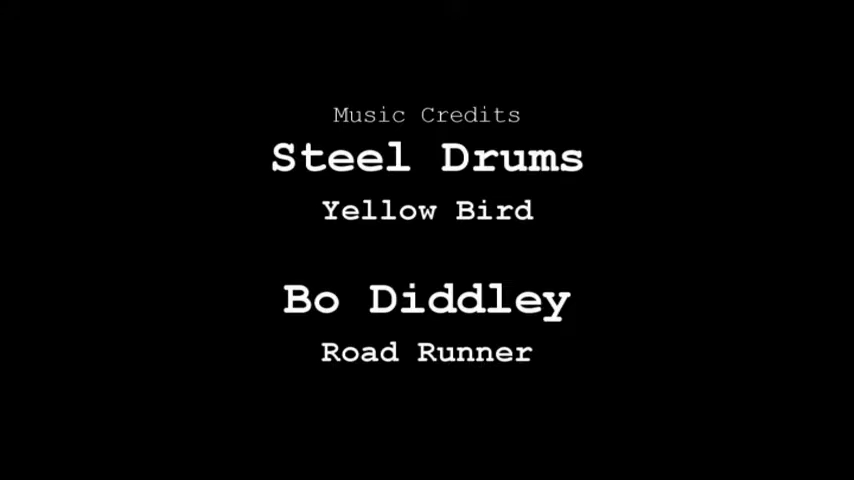 Music Credits
Steel Drums
Yellow Bird
Bo Diddley
Road Runner